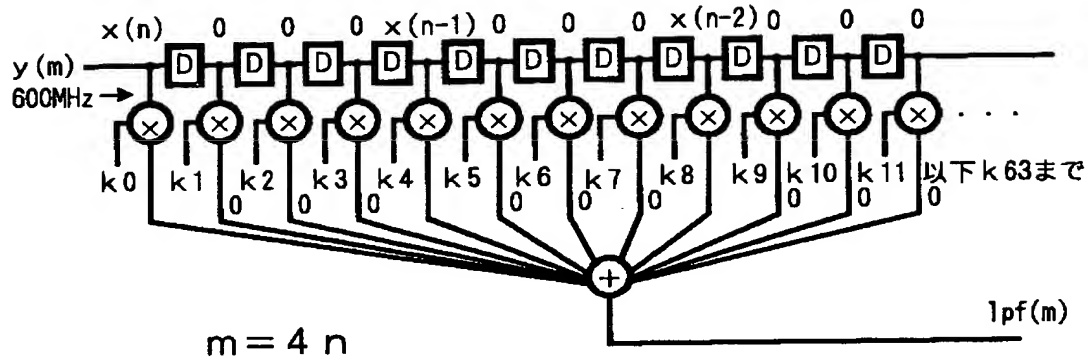 x(n) 0 0 0 x(n-1) 0 0 0 x(n-2) 0 0 0
y(m) D D D D D D D D D D D
600MHz
× × × × × × × × × × × × ・・・
k0 k1 k2 k3 k4 k5 k6 k7 k8 k9 k10 k11 以下k63まで
0 0 0 0 0 0 0 0 0
+
lpf(m)
m=4n